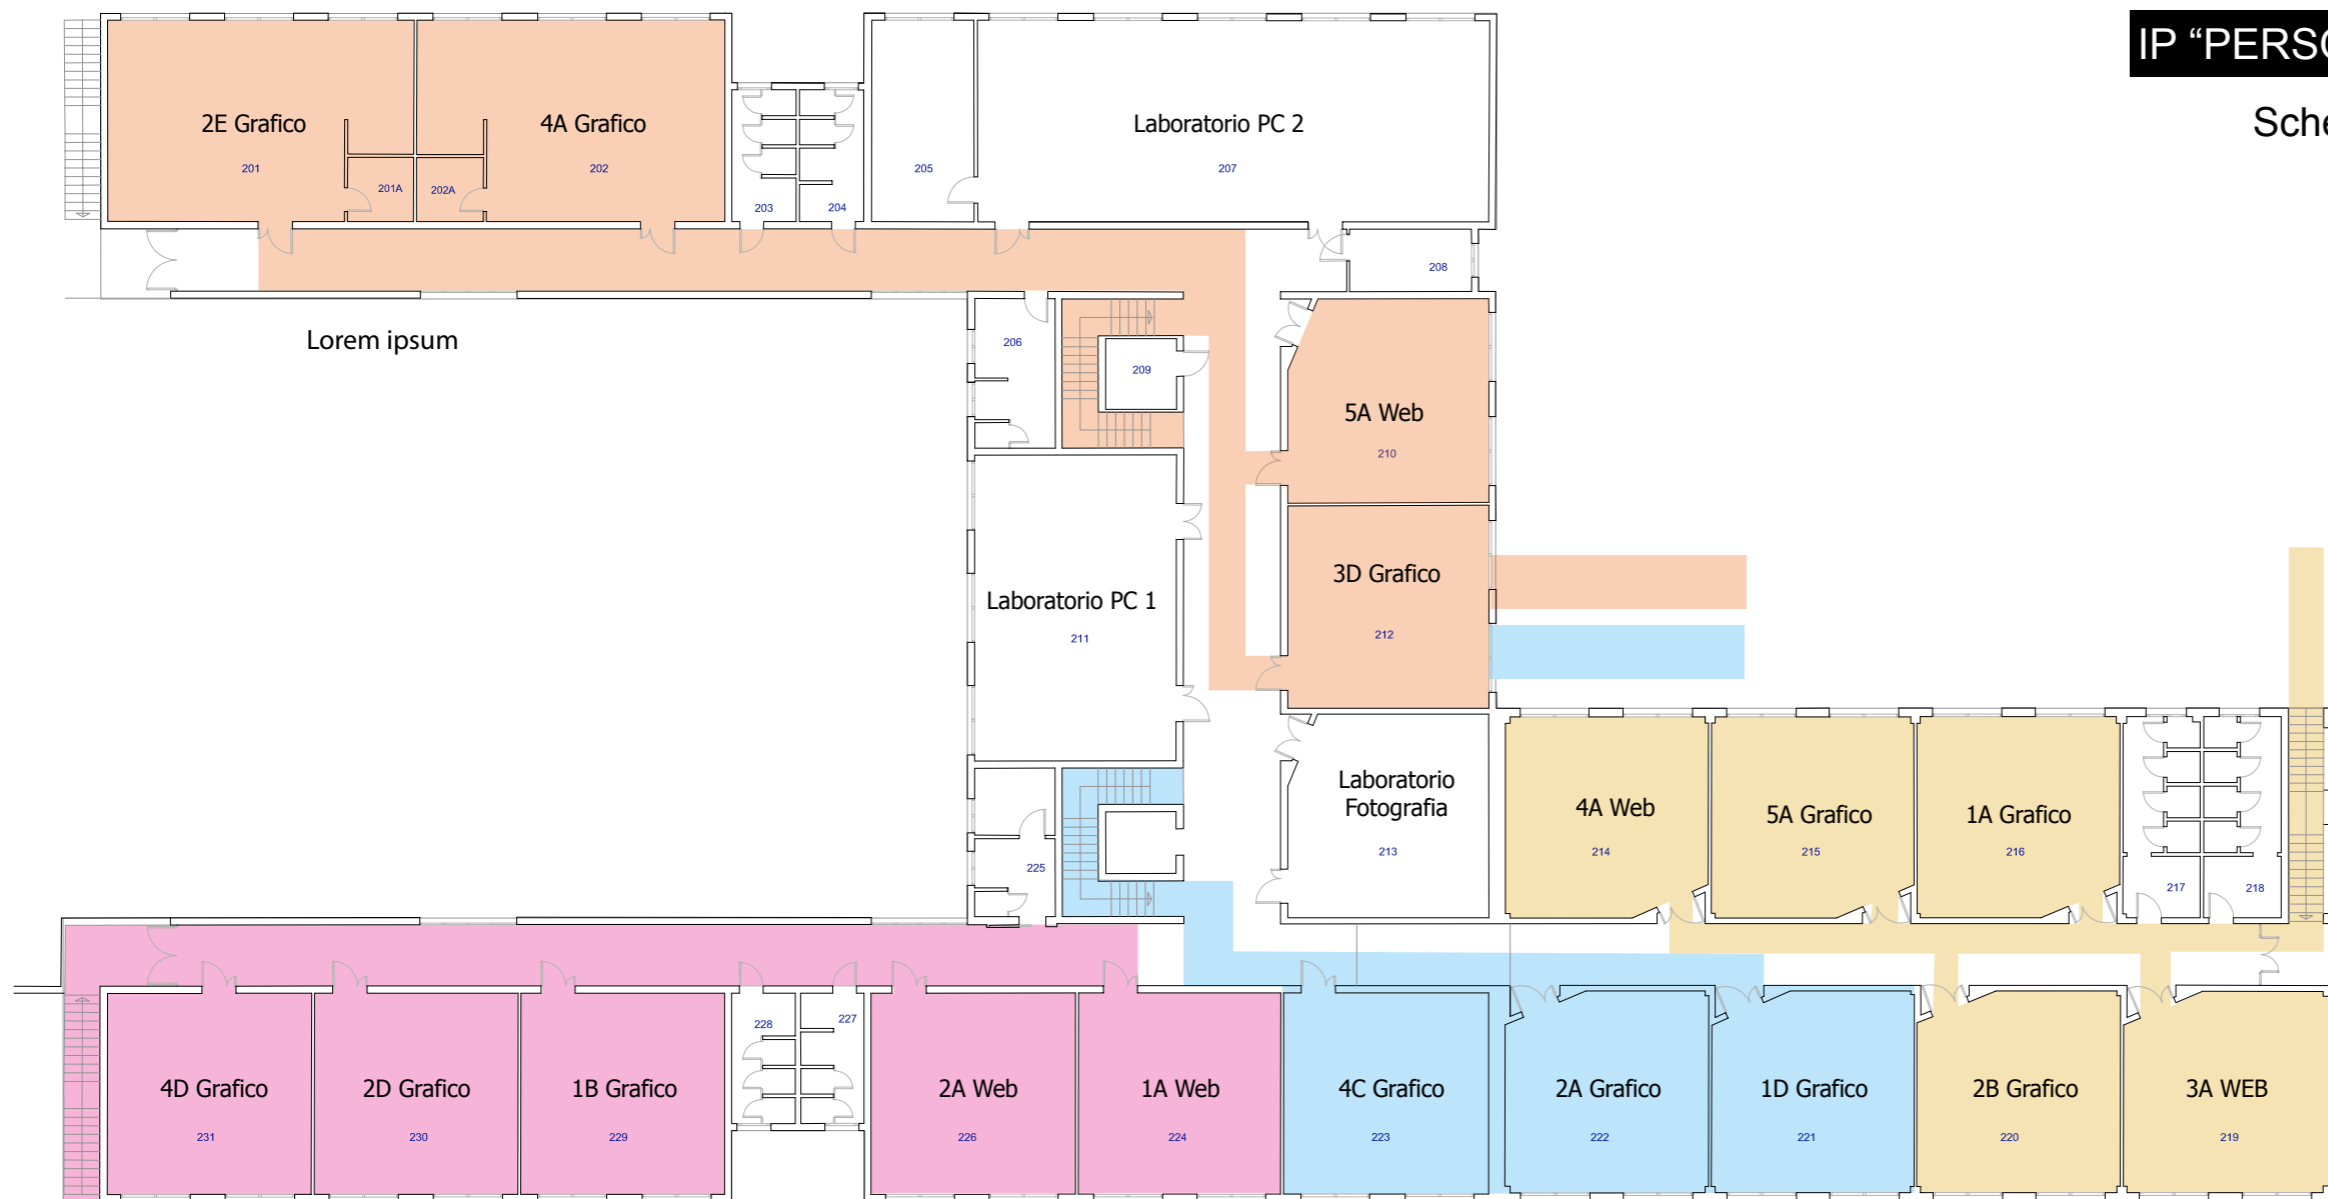 IP “PERSO
Sche
2E Grafico
201
201A
4A Grafico
202
202A
203
204
205
Laboratorio PC 2
207
208
Lorem ipsum
206
209
5A Web
210
3D Grafico
212
Laboratorio PC 1
211
Laboratorio
Fotografia
213
4A Web
214
5A Grafico
215
1A Grafico
216
217
218
225
4D Grafico
231
2D Grafico
230
1B Grafico
229
228
227
2A Web
226
1A Web
224
4C Grafico
223
2A Grafico
222
1D Grafico
221
2B Grafico
220
3A WEB
219